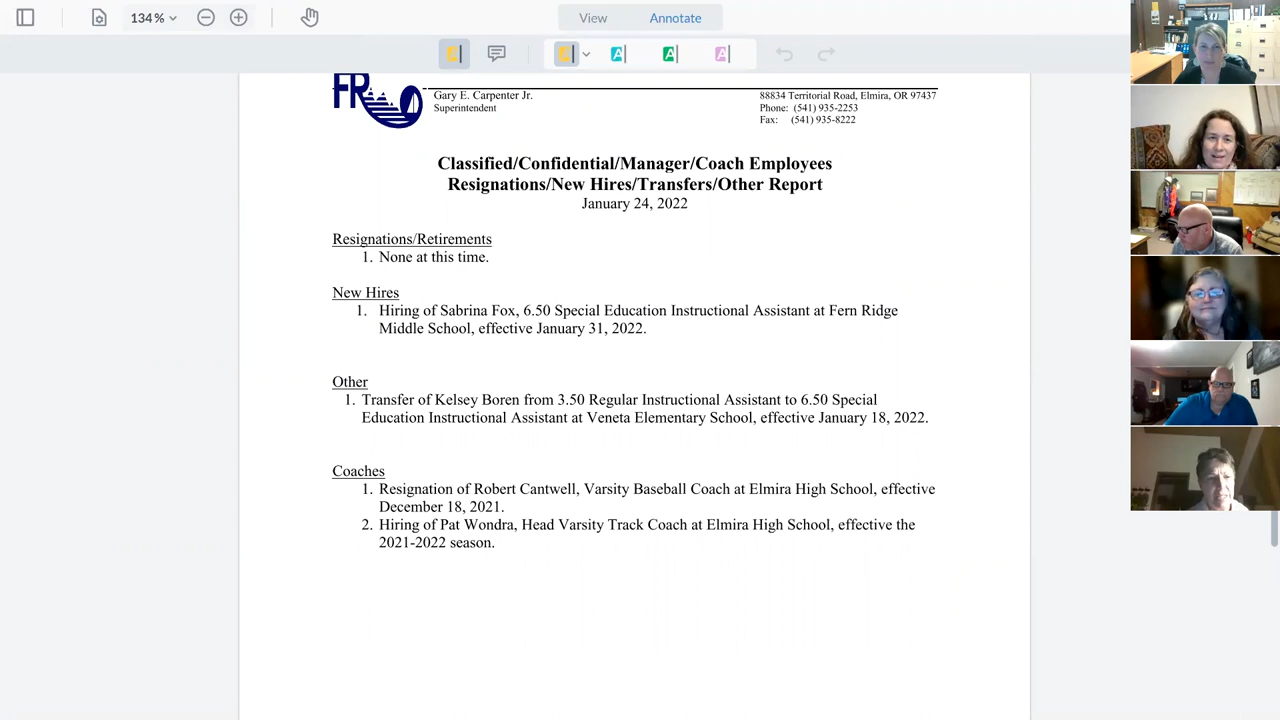 134%
View
Annotate
FR
Gary E. Carpenter Jr.
Superintendent
88834 Territorial Road, Elmira, OR 97437
Phone: (541) 935-2253
Fax: (541) 935-8222
Classified/Confidential/Manager/Coach Employees
Resignations/New Hires/Transfers/Other Report
January 24, 2022
Resignations/Retirements
1. None at this time.
New Hires
1. Hiring of Sabrina Fox, 6.50 Special Education Instructional Assistant at Fern Ridge
Middle School, effective January 31, 2022.
Other
1. Transfer of Kelsey Boren from 3.50 Regular Instructional Assistant to 6.50 Special
Education Instructional Assistant at Veneta Elementary School, effective January 18, 2022.
Coaches
1. Resignation of Robert Cantwell, Varsity Baseball Coach at Elmira High School, effective
December 18, 2021.
2. Hiring of Pat Wondra, Head Varsity Track Coach at Elmira High School, effective the
2021-2022 season.